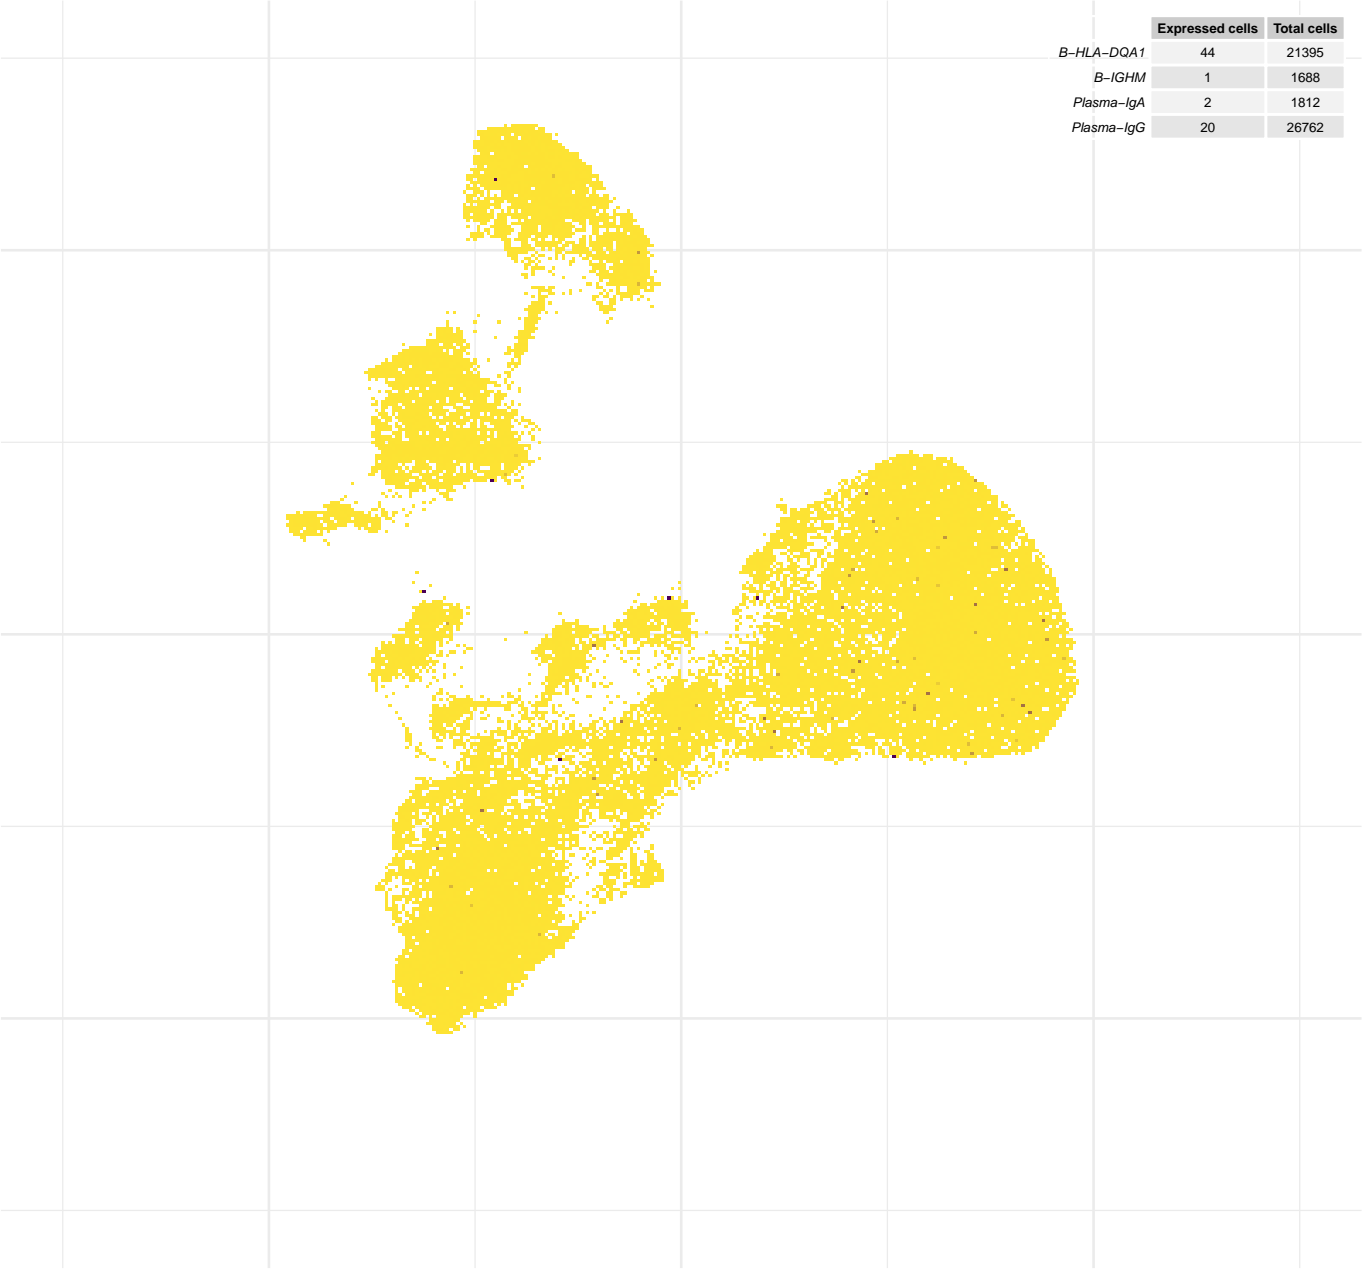 Expressed cells Total cells
B−HLA−DQA1 44 21395
B−IGHM 1 1688
Plasma−IgA 2 1812
Plasma−IgG 20 26762